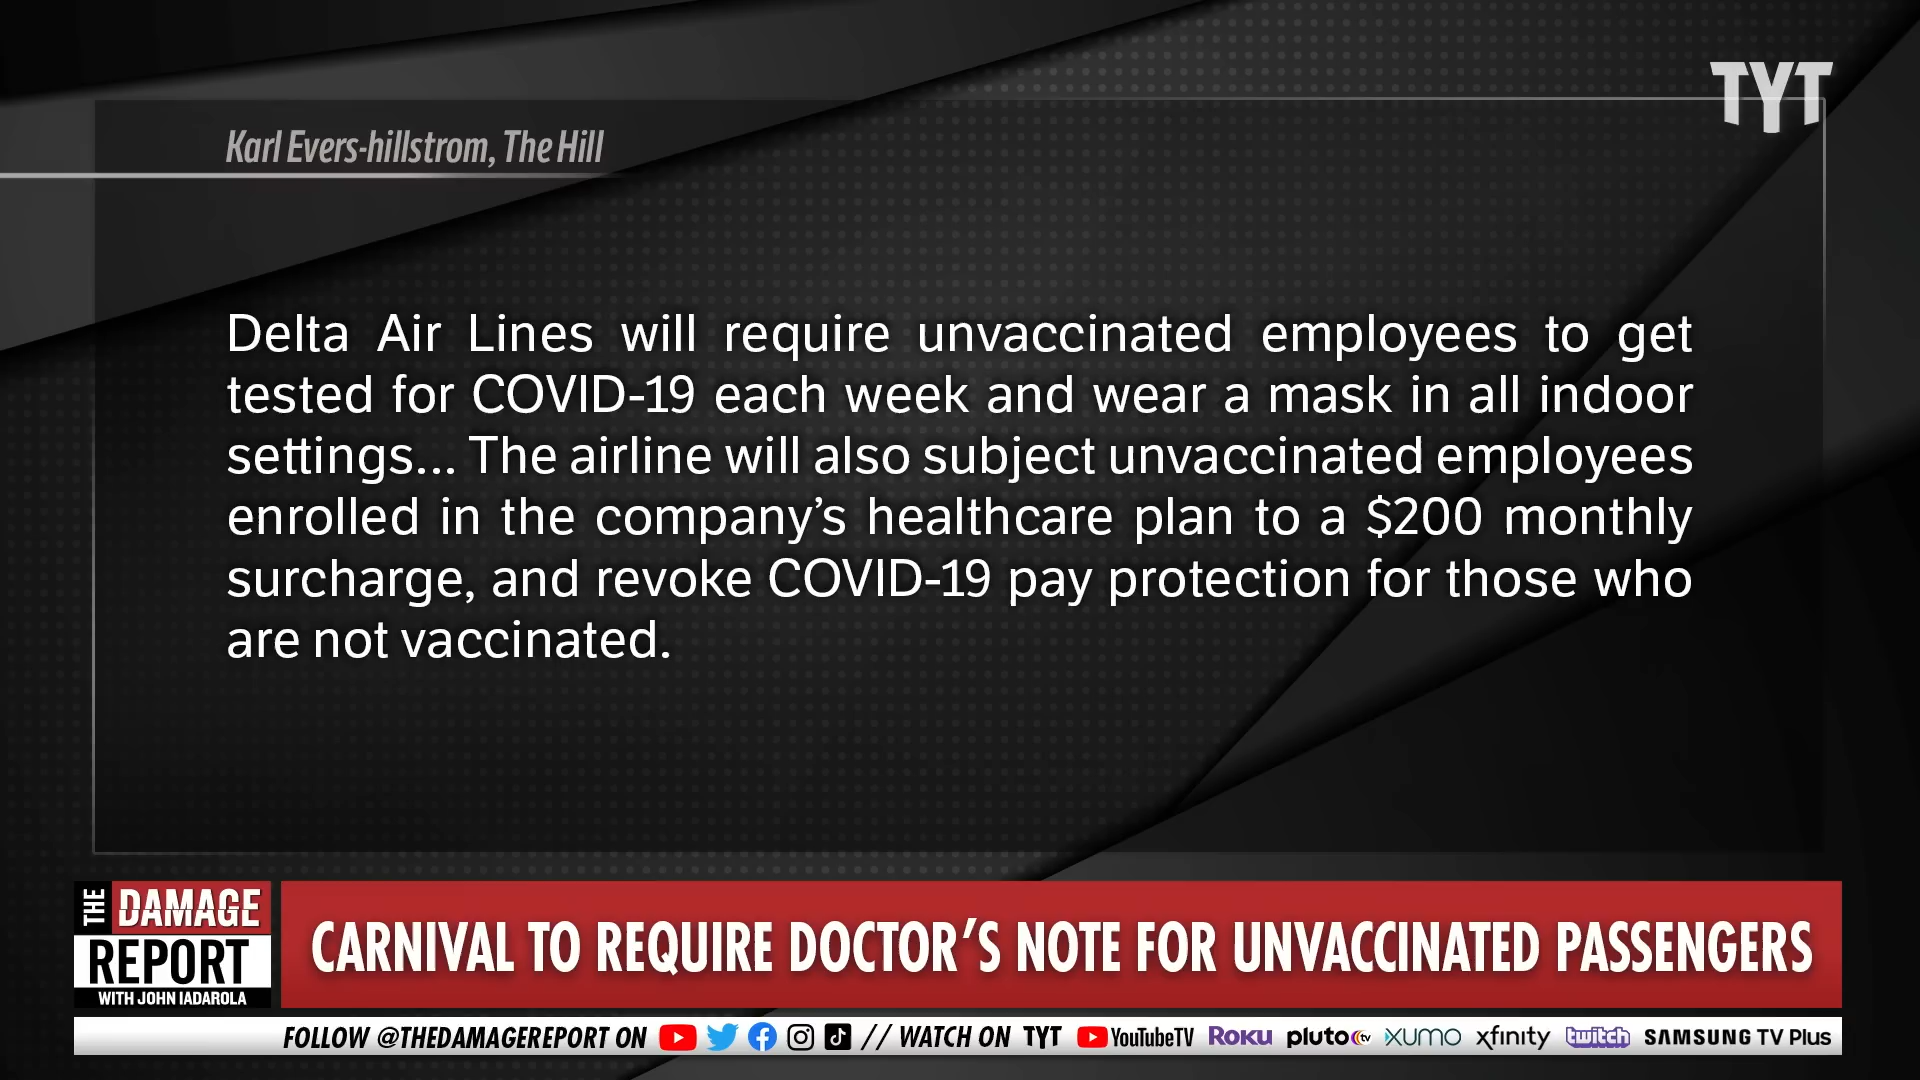 TYT
Karl Evers-hillstrom, The Hill
Delta Air Lines will require unvaccinated employees to get
tested for COVID-19 each week and wear a mask in all indoor
settings... The airline will also subject unvaccinated employees
enrolled in the company’s healthcare plan to a $200 monthly
surcharge, and revoke COVID-19 pay protection for those who
are not vaccinated.
THE DAMAGE
REPORT
WITH JOHN IADAROLA
CARNIVAL TO REQUIRE DOCTOR’S NOTE FOR UNVACCINATED PASSENGERS
FOLLOW @THEDAMAGEREPORT ON // WATCH ON TYT YouTubeTV ROKU pluto tv XUMO xfinity twitch SAMSUNG TV Plus